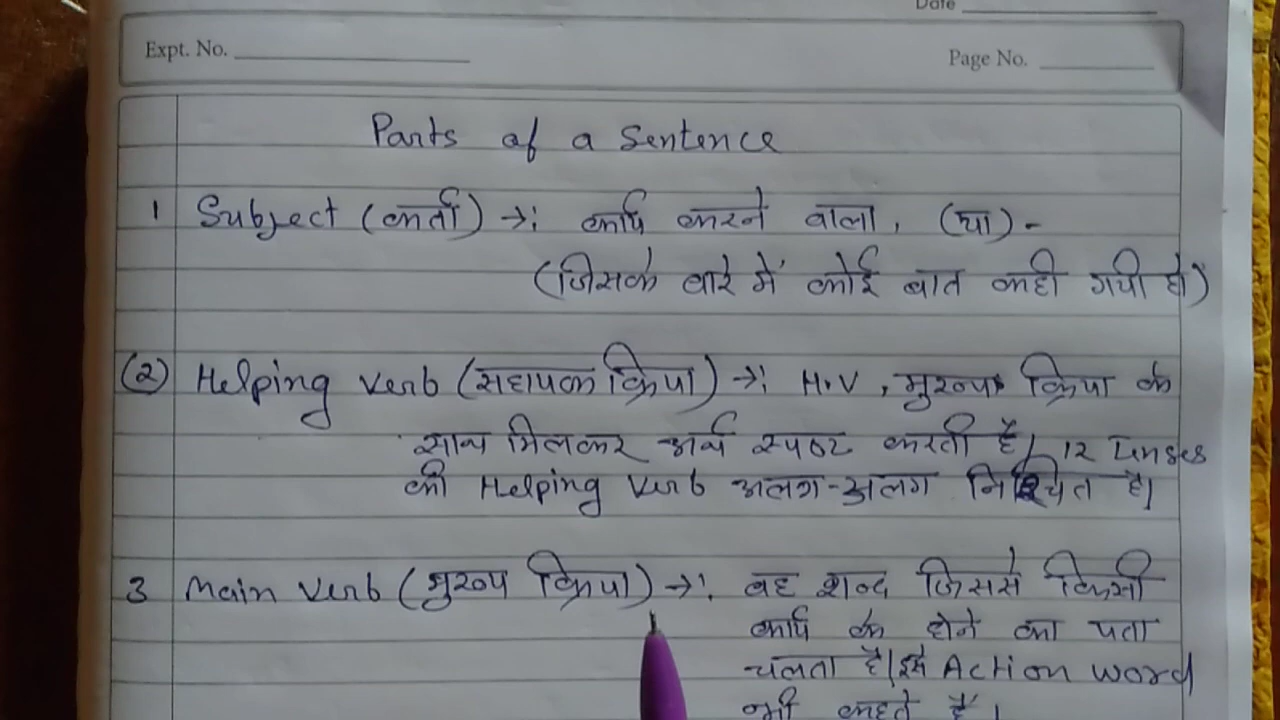 Date
Expt. No.
Page No.
Parts of a Sentence
1 Subject (कर्ता) →: कार्य करने वाला, (या) -
(जिसके बारे में कोई बात कही गयी हो)
(2) Helping Verb (सहायक क्रिया) →: H.V, मुख्य क्रिया के
साथ मिलकर अर्थ स्पष्ट करती है। 12 Tenses
की Helping Verb अलग-अलग निश्चित है।
3 Main Verb (मुख्य क्रिया) →: वह शब्द जिससे किसी
कार्य के होने का पता
चलता है। इसे Action word
भी कहते हैं।